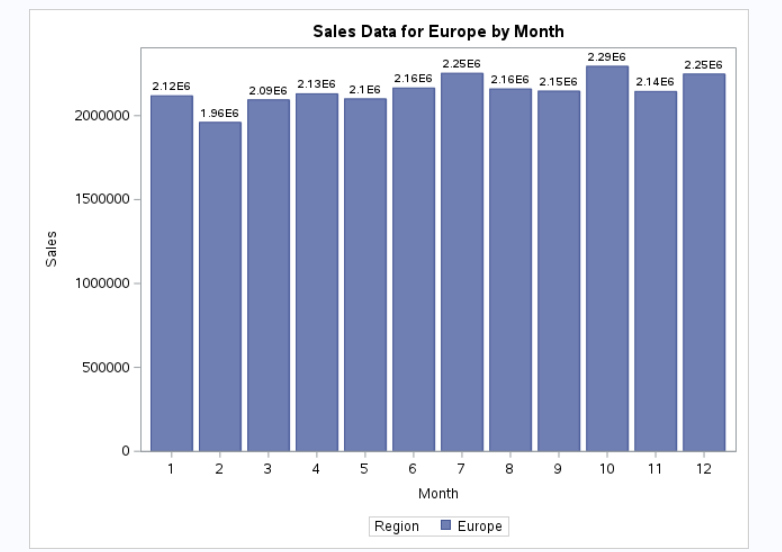 Sales Data for Europe by Month
2.12E6 1.96E6 2.09E6 2.13E6 2.1E6 2.16E6 2.25E6 2.16E6 2.15E6 2.29E6 2.14E6 2.25E6
2000000
1500000
1000000
500000
0
Sales
1 2 3 4 5 6 7 8 9 10 11 12
Month
Region Europe